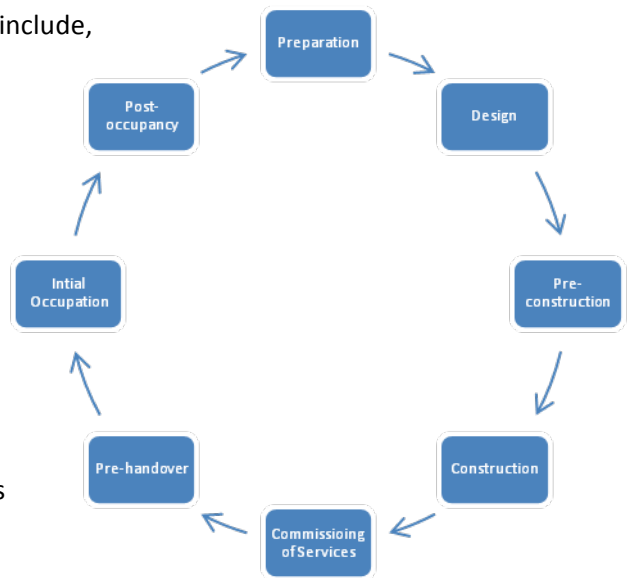 include,
Preparation
Design
Pre-
construction
Construction
Commissioing
of Services
Pre-handover
Intial
Occupation
Post-
occupancy
s